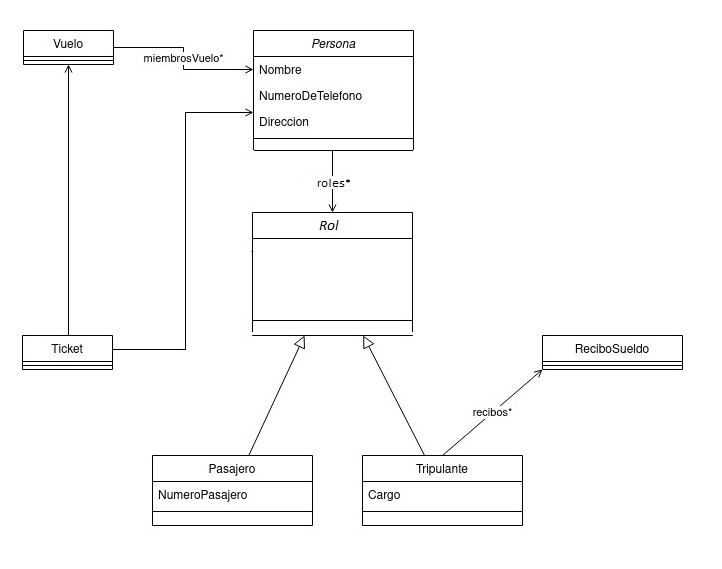 Vuelo
Persona
miembrosVuelo*
Nombre
NumeroDeTelefono
Direccion
roles*
Rol
Ticket
ReciboSueldo
recibos*
Pasajero
Tripulante
NumeroPasajero
Cargo